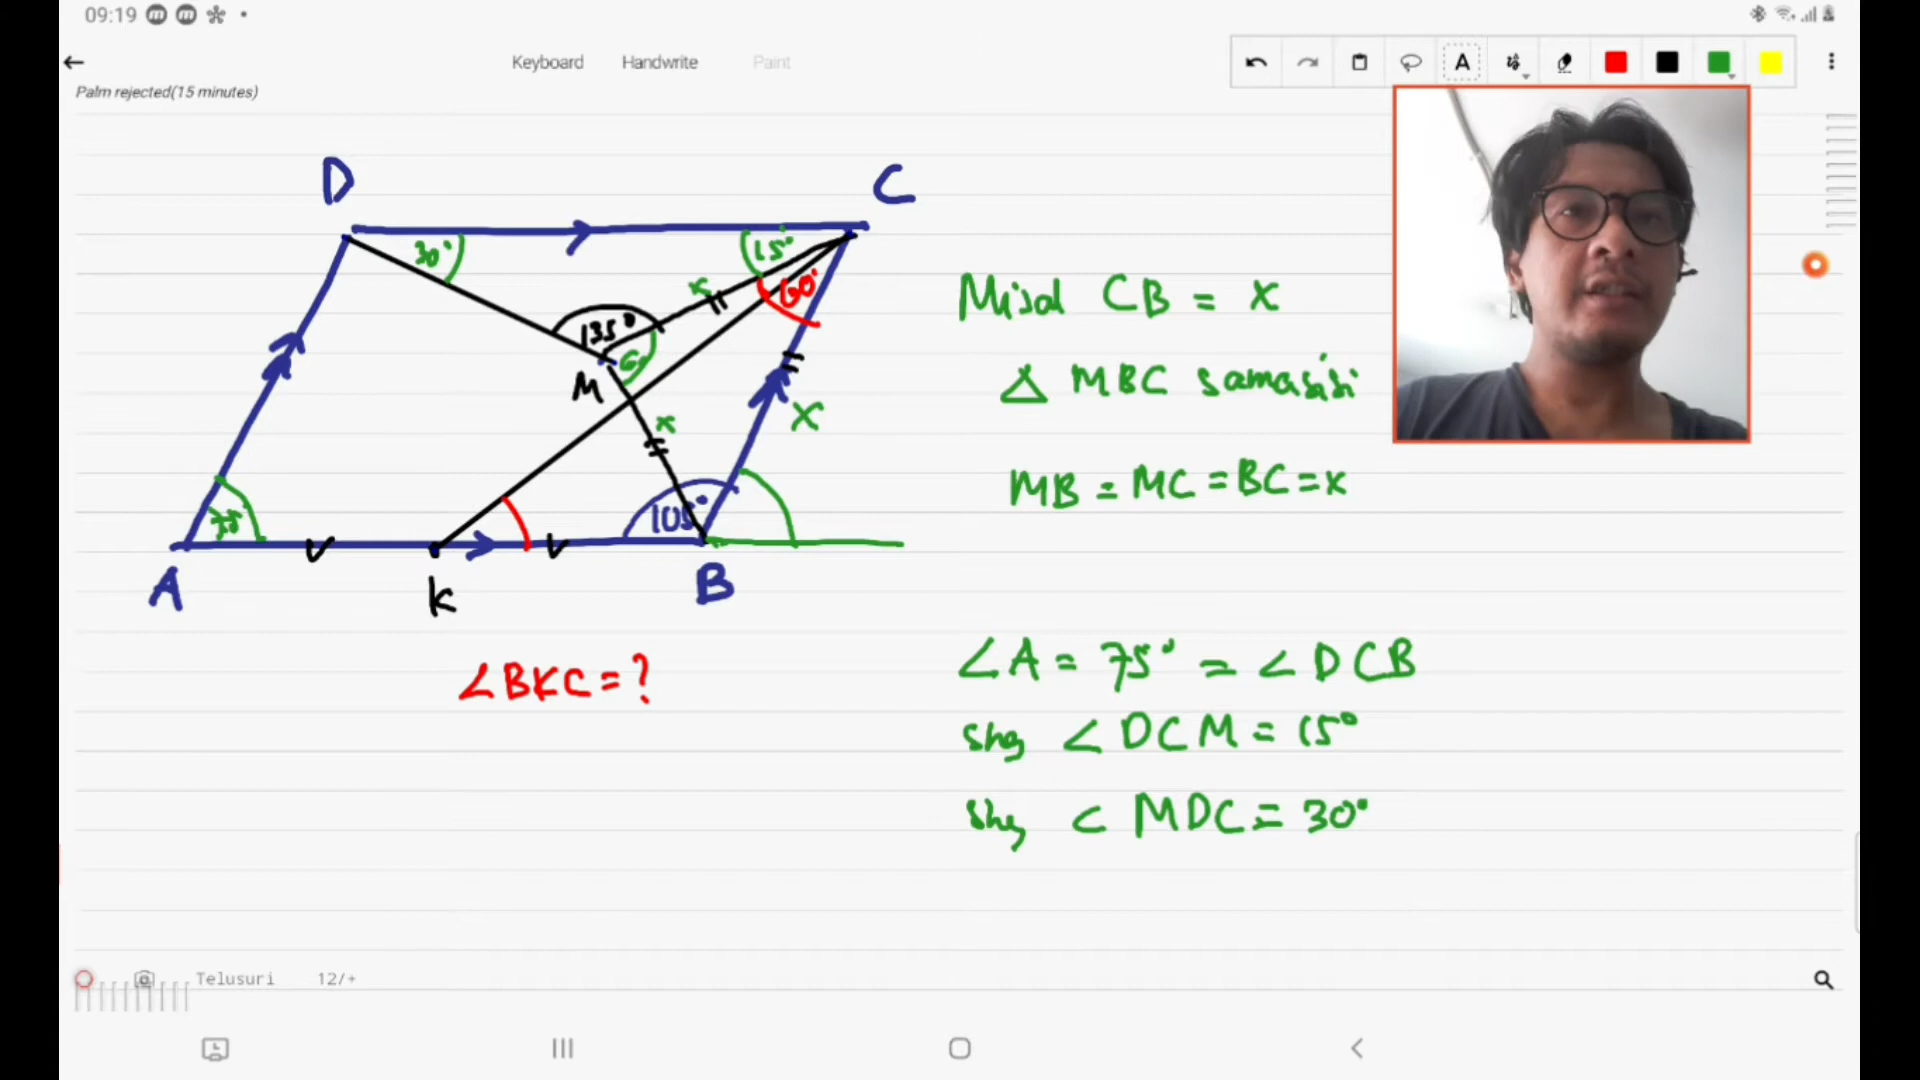 09:19
Keyboard Handwrite Paint
A
Palm rejected(15 minutes)
D C
30° 15°
x 60°
135°
M
x X
75° 105°
A K B
∠BKC = ?
Misal CB = x
△ MBC samasisi
MB = MC = BC = x
∠A = 75° = ∠DCB
shg ∠DCM = 15°
shg < MDC = 30°
Telusuri 12/+